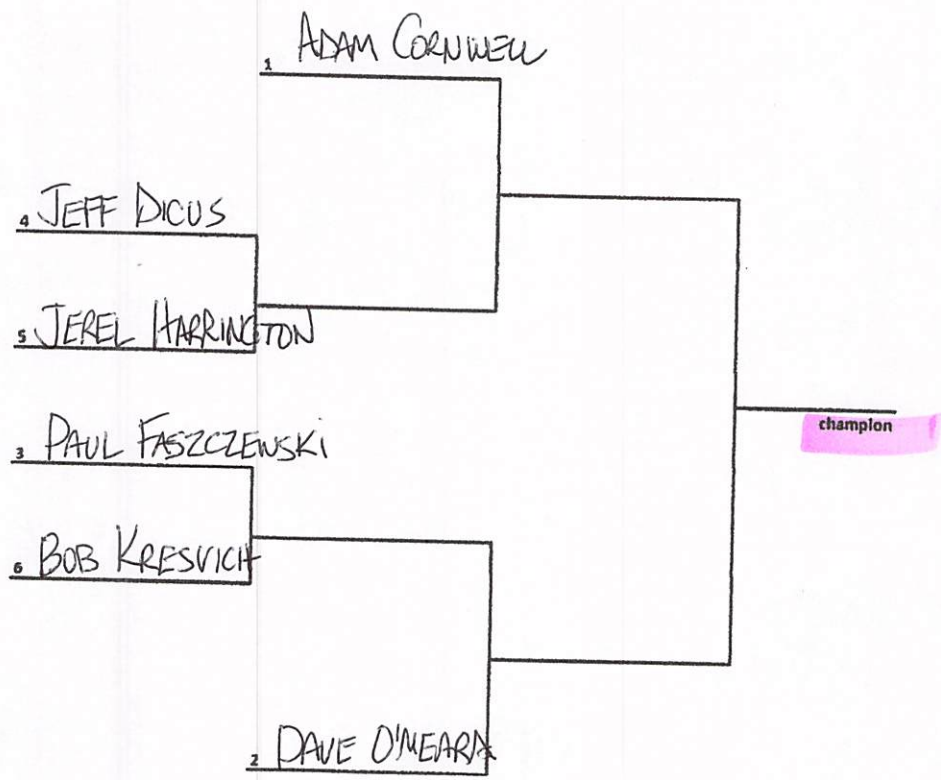 1 ADAM CORNWELL
4 JEFF DICUS
5 JEREL HARRINGTON
champion
3 PAUL FASZCZEWSKI
6 BOB KRESVICH
2 DAVE O'MEARA